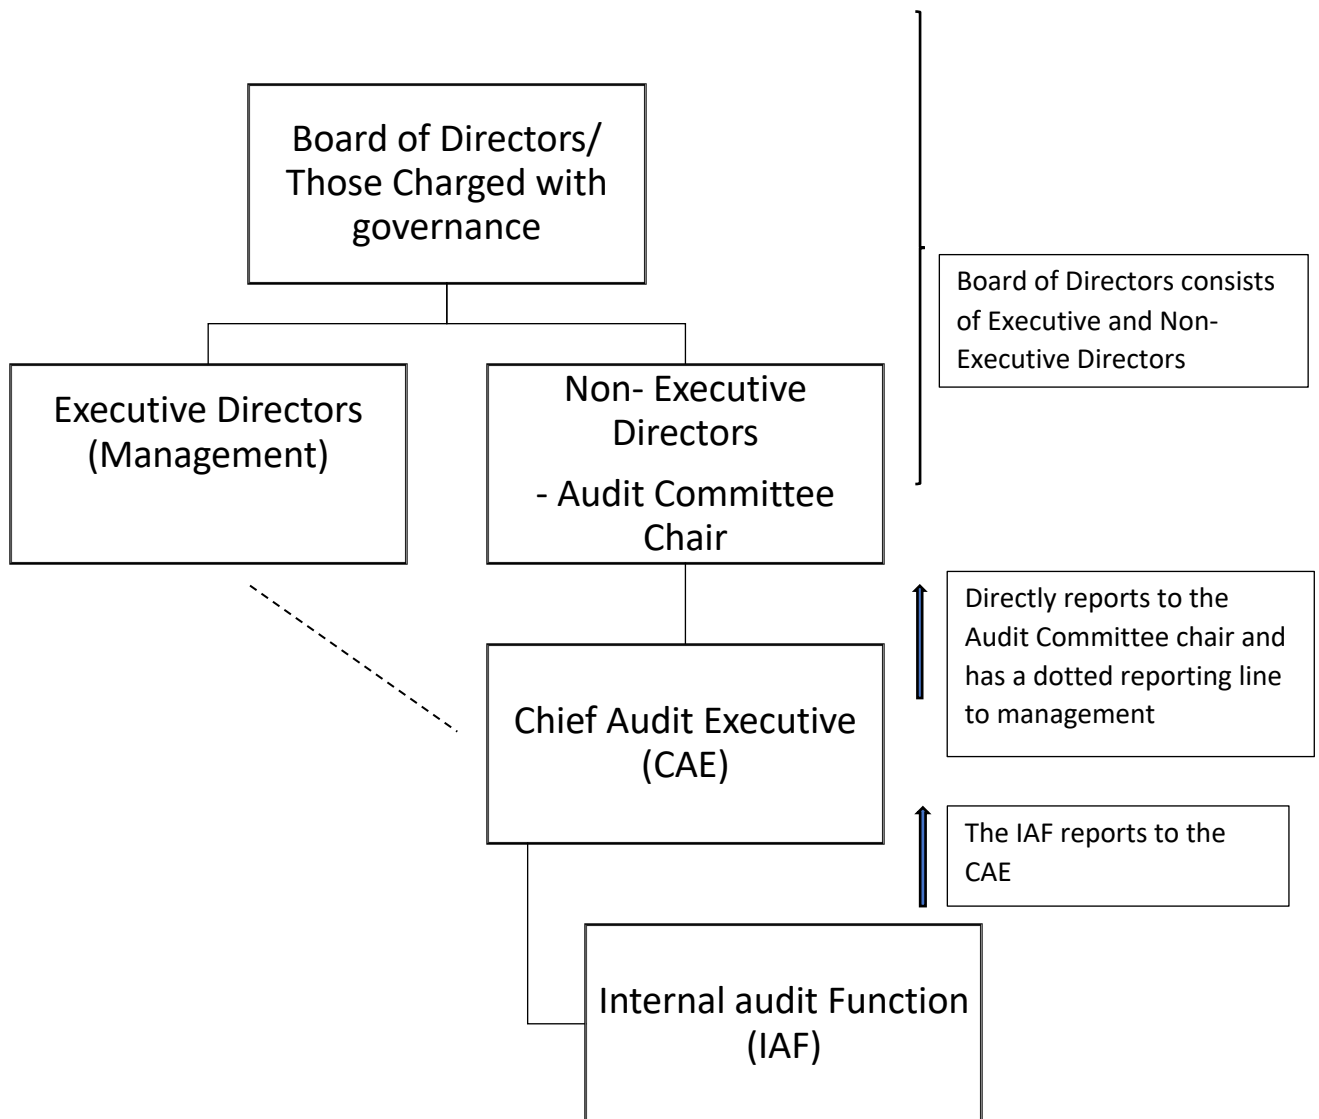 Board of Directors/
Those Charged with
governance
Board of Directors consists
of Executive and Non-
Executive Directors
Executive Directors
(Management)
Non- Executive
Directors
- Audit Committee
Chair
Directly reports to the
Audit Committee chair and
has a dotted reporting line
to management
Chief Audit Executive
(CAE)
The IAF reports to the
CAE
Internal audit Function
(IAF)